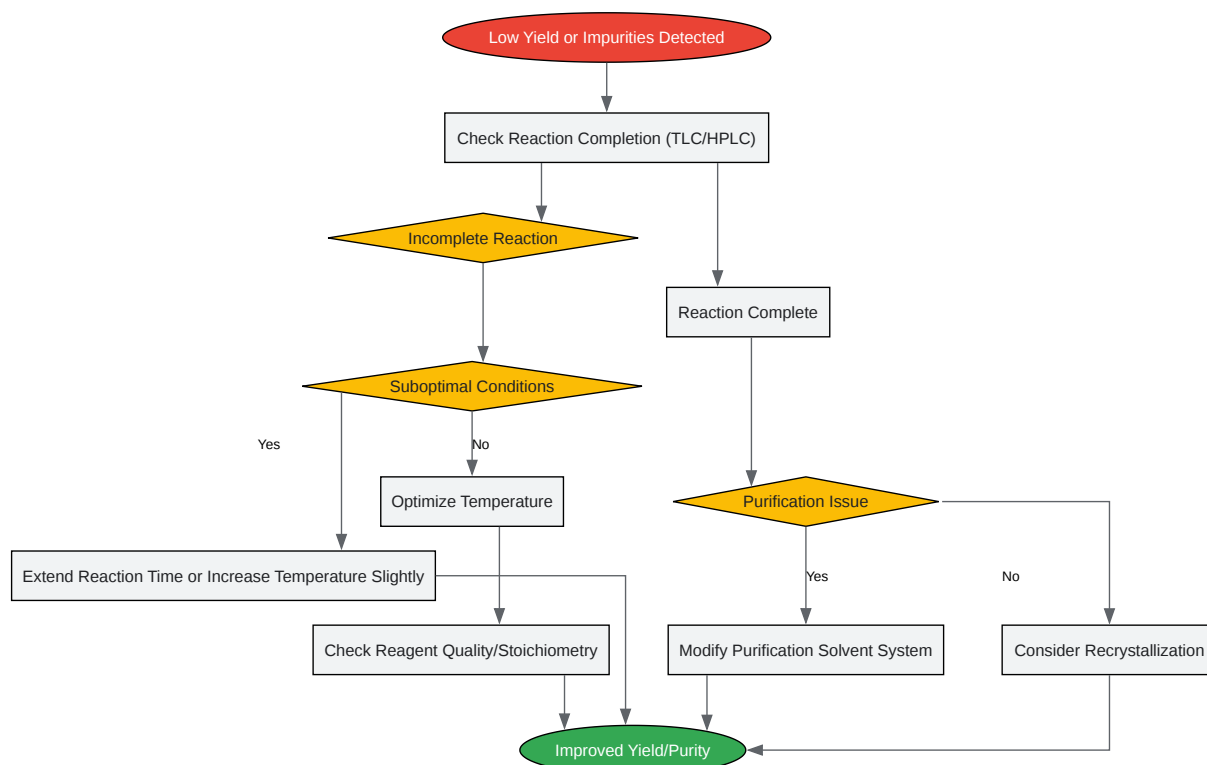 Low Yield or Impurities Detected
Check Reaction Completion (TLC/HPLC)
Incomplete Reaction
Reaction Complete
Suboptimal Conditions
Yes
No
Optimize Temperature
Purification Issue
Extend Reaction Time or Increase Temperature Slightly
Yes
No
Check Reagent Quality/Stoichiometry
Modify Purification Solvent System
Consider Recrystallization
Improved Yield/Purity